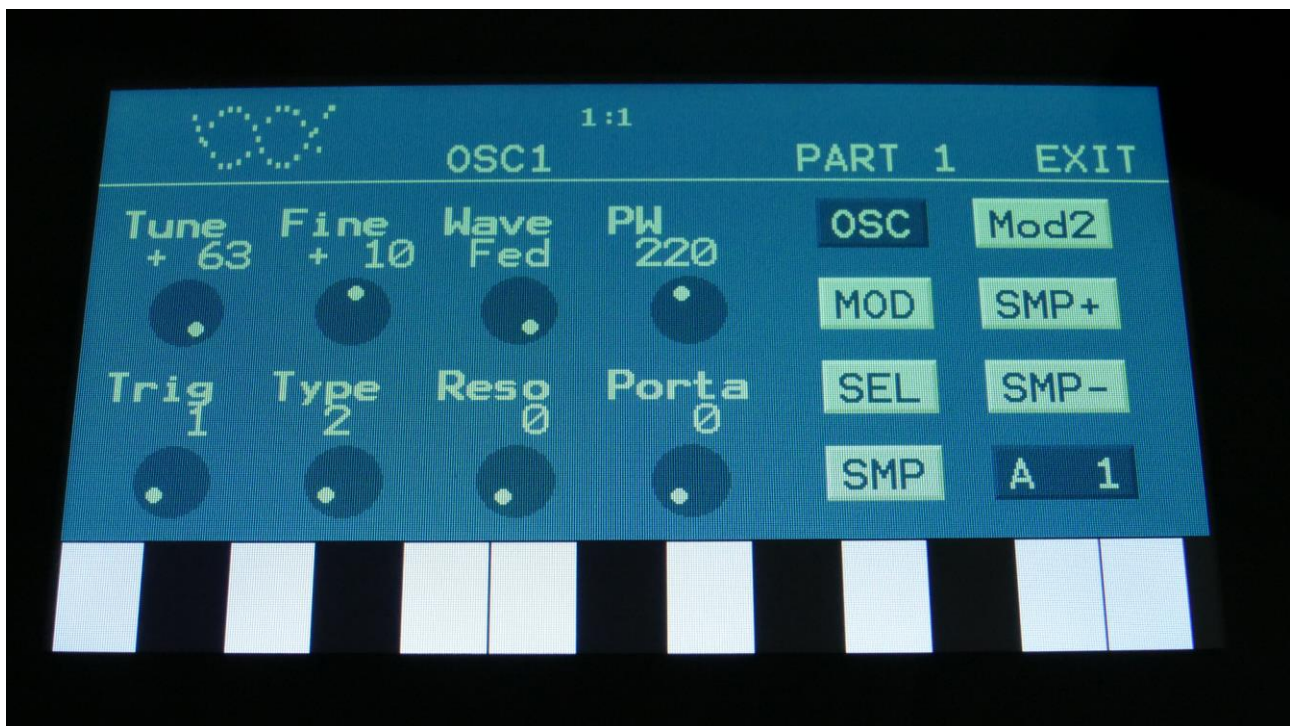 1:1
OSC1 PART 1 EXIT
Tune Fine Wave PW OSC Mod2
+ 63 + 10 Fed 220
MOD SMP+
Trig Type Reso Porta SEL SMP-
1 2 0 0
SMP A 1